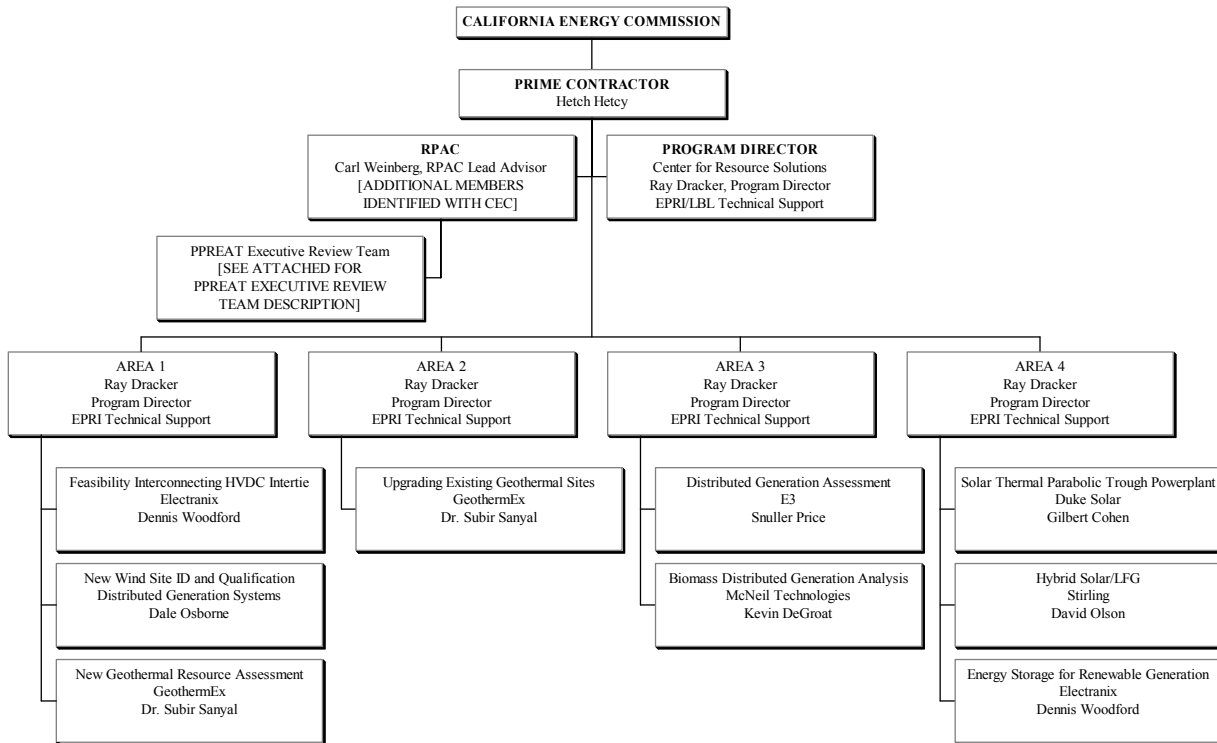 CALIFORNIA ENERGY COMMISSION
PRIME CONTRACTOR
Hetch Hetcy
RPAC
Carl Weinberg, RPAC Lead Advisor
[ADDITIONAL MEMBERS
IDENTIFIED WITH CEC]
PROGRAM DIRECTOR
Center for Resource Solutions
Ray Dracker, Program Director
EPRI/LBL Technical Support
PPREAT Executive Review Team
[SEE ATTACHED FOR
PPREAT EXECUTIVE REVIEW
TEAM DESCRIPTION]
AREA 1
Ray Dracker
Program Director
EPRI Technical Support
AREA 2
Ray Dracker
Program Director
EPRI Technical Support
AREA 3
Ray Dracker
Program Director
EPRI Technical Support
AREA 4
Ray Dracker
Program Director
EPRI Technical Support
Feasibility Interconnecting HVDC Intertie
Electranix
Dennis Woodford
Upgrading Existing Geothermal Sites
GeothermEx
Dr. Subir Sanyal
Distributed Generation Assessment
E3
Snuller Price
Solar Thermal Parabolic Trough Powerplant
Duke Solar
Gilbert Cohen
New Wind Site ID and Qualification
Distributed Generation Systems
Dale Osborne
Biomass Distributed Generation Analysis
McNeil Technologies
Kevin DeGroat
Hybrid Solar/LFG
Stirling
David Olson
New Geothermal Resource Assessment
GeothermEx
Dr. Subir Sanyal
Energy Storage for Renewable Generation
Electranix
Dennis Woodford